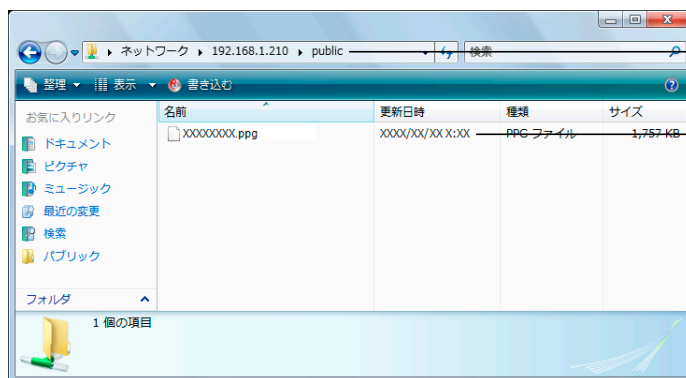 ネットワーク 192.168.1.210 public 検索
整理 表示 書き込む
お気に入りリンク
ドキュメント
ピクチャ
ミュージック
最近の変更
検索
パブリック
フォルダ
名前 更新日時 種類 サイズ
XXXXXXXX.ppg XXXX/XX/XX X:XX PPG ファイル 1,757 KB
1 個の項目